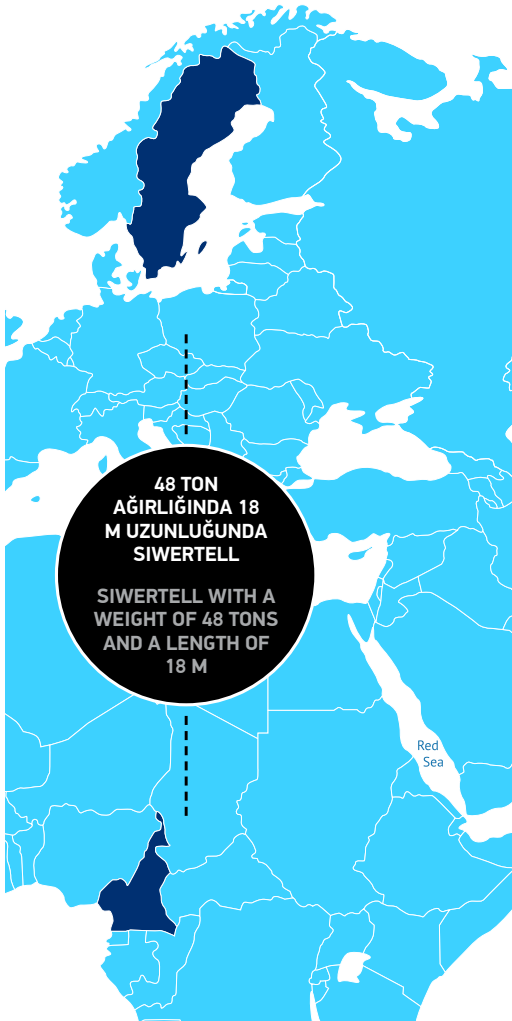 48 TON
AĞIRLIĞINDA 18
M UZUNLUĞUNDA
SIWERTELL
SIWERTELL WITH A
WEIGHT OF 48 TONS
AND A LENGTH OF
18 M
Red
Sea